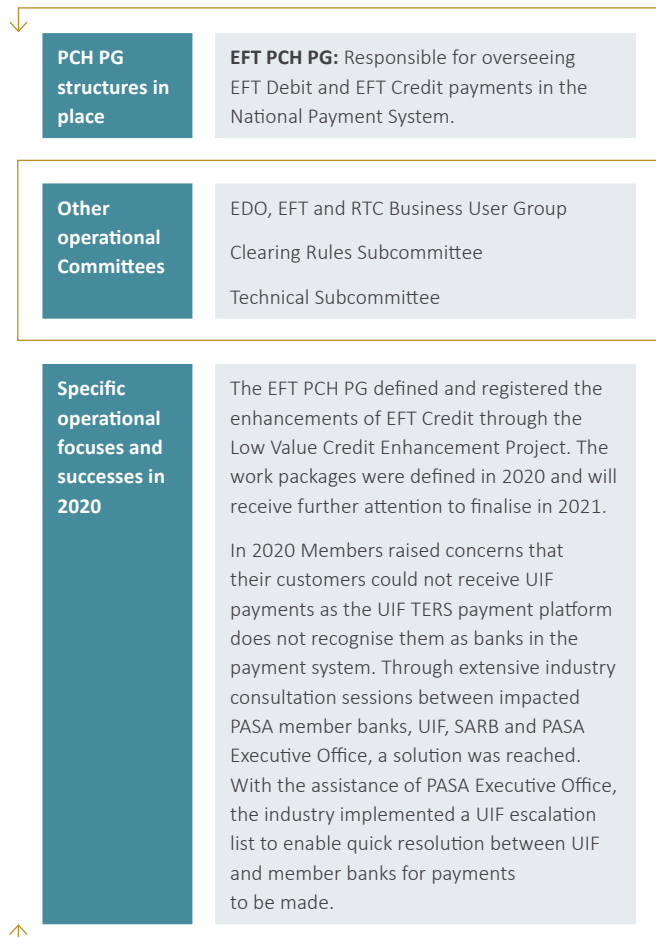 PCH PG
structures in
place
EFT PCH PG: Responsible for overseeing
EFT Debit and EFT Credit payments in the
National Payment System.
Other
operational
Committees
EDO, EFT and RTC Business User Group
Clearing Rules Subcommittee
Technical Subcommittee
Specific
operational
focuses and
successes in
2020
The EFT PCH PG defined and registered the
enhancements of EFT Credit through the
Low Value Credit Enhancement Project. The
work packages were defined in 2020 and will
receive further attention to finalise in 2021.
In 2020 Members raised concerns that
their customers could not receive UIF
payments as the UIF TERS payment platform
does not recognise them as banks in the
payment system. Through extensive industry
consultation sessions between impacted
PASA member banks, UIF, SARB and PASA
Executive Office, a solution was reached.
With the assistance of PASA Executive Office,
the industry implemented a UIF escalation
list to enable quick resolution between UIF
and member banks for payments
to be made.